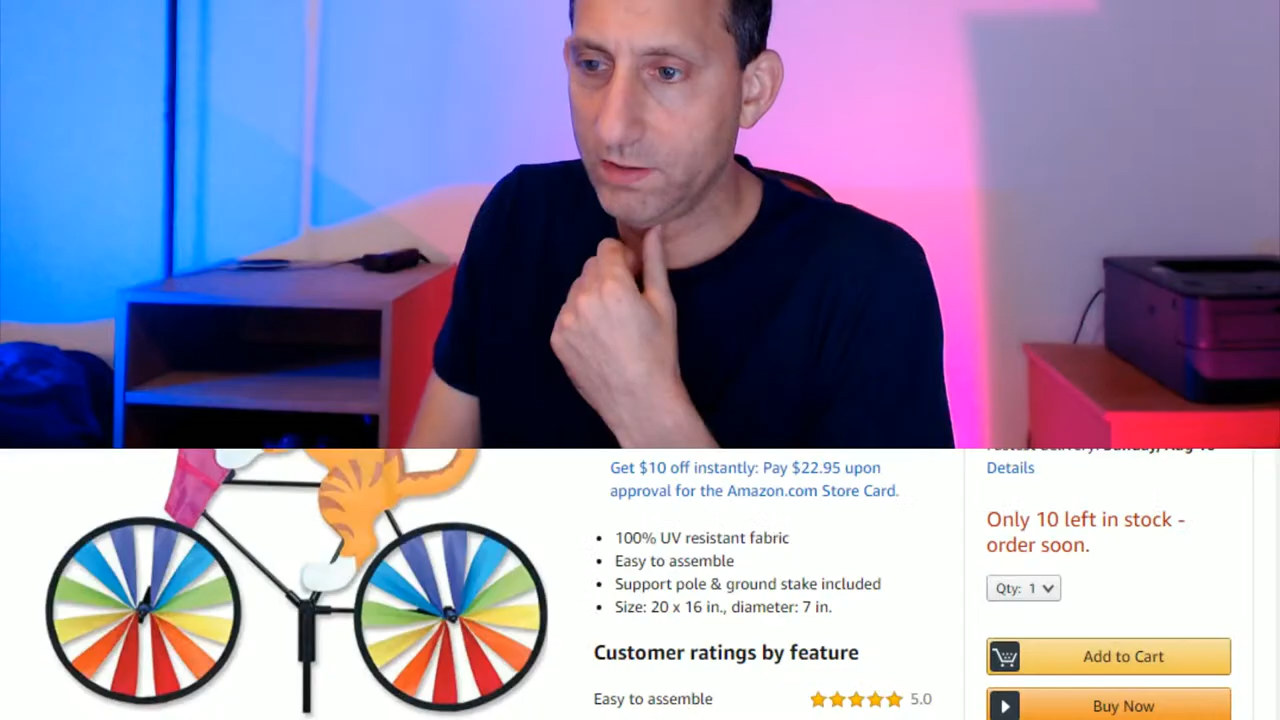 Get $10 off instantly: Pay $22.95 upon
approval for the Amazon.com Store Card.
100% UV resistant fabric
Easy to assemble
Support pole & ground stake included
Size: 20 x 16 in., diameter: 7 in.
Customer ratings by feature
Easy to assemble 5.0
Details
Only 10 left in stock -
order soon.
Qty: 1
Add to Cart
Buy Now